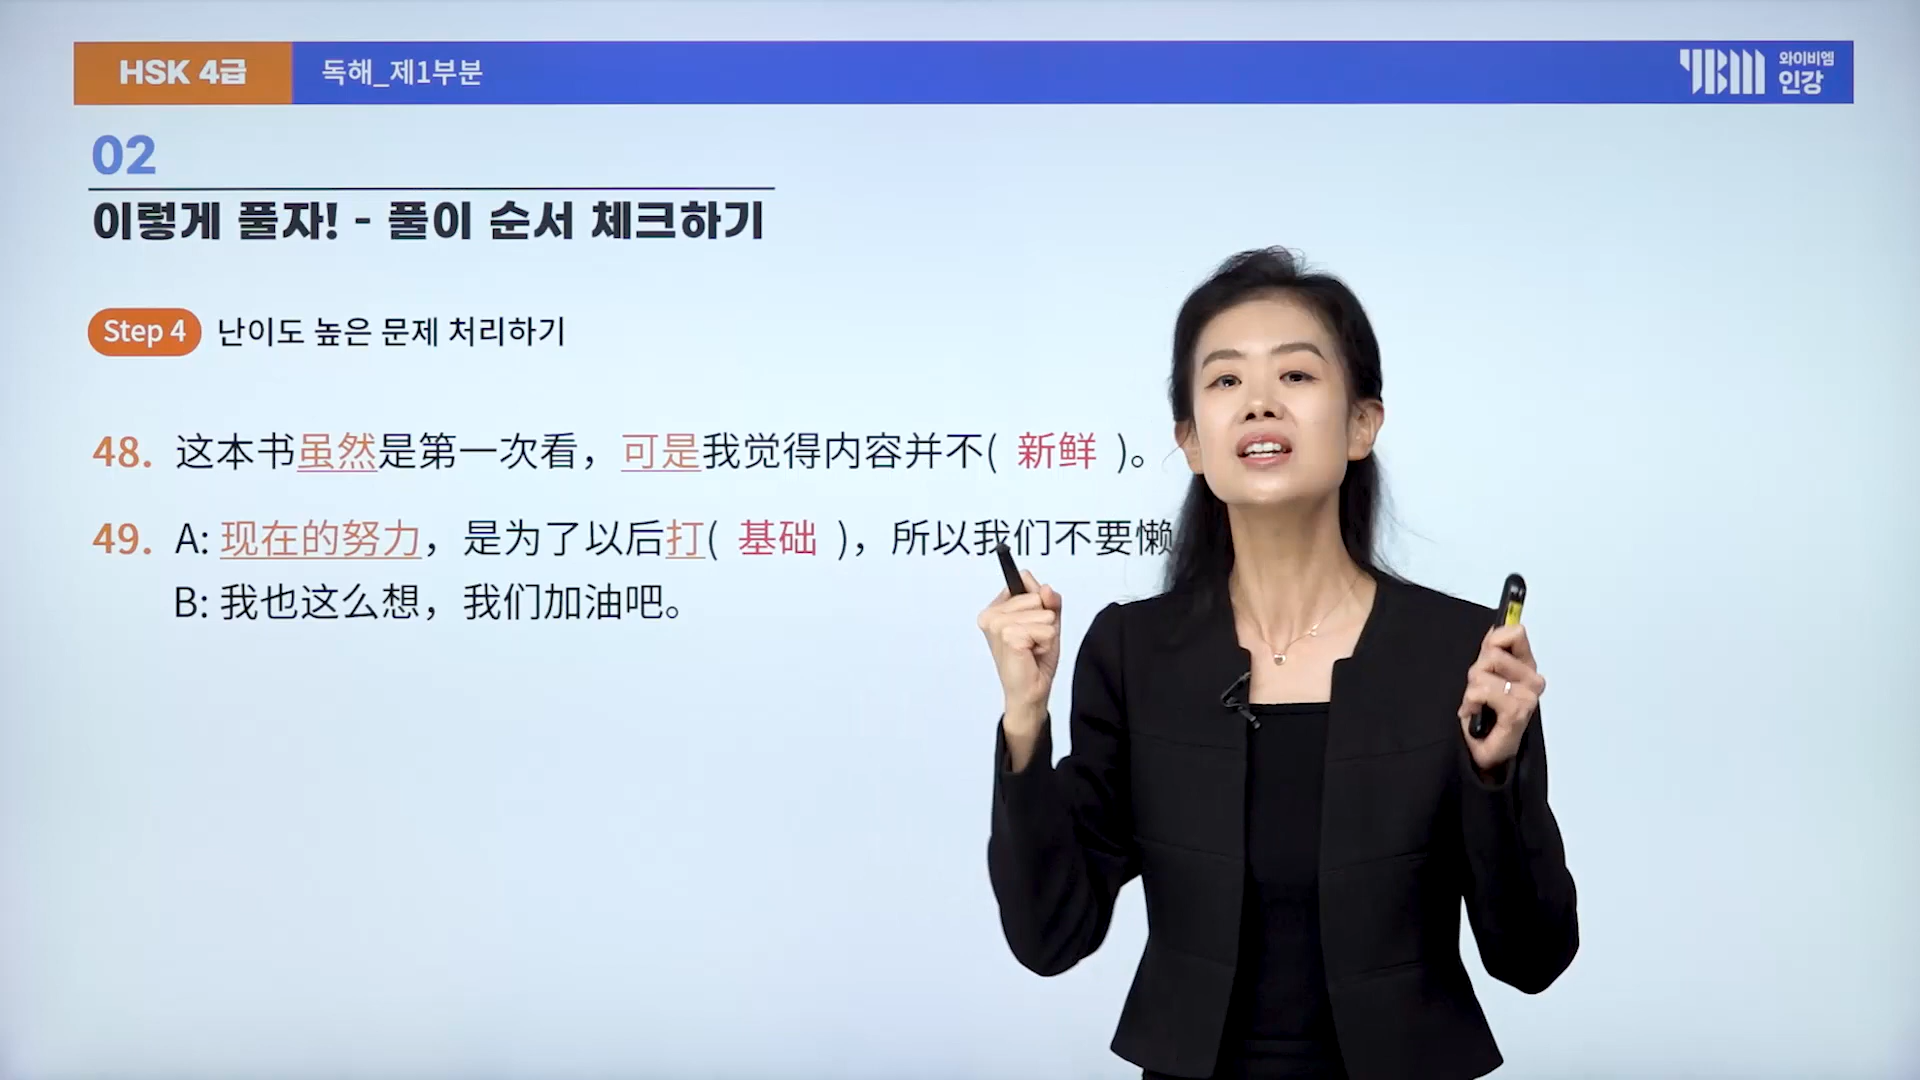 HSK 4급 독해_제1부분
YBM 와이비엠 인강
02
이렇게 풀자! - 풀이 순서 체크하기
Step 4 난이도 높은 문제 처리하기
48. 这本书虽然是第一次看，可是我觉得内容并不( 新鲜 )。
49. A: 现在的努力，是为了以后打( 基础 )，所以我们不要懒
B: 我也这么想，我们加油吧。